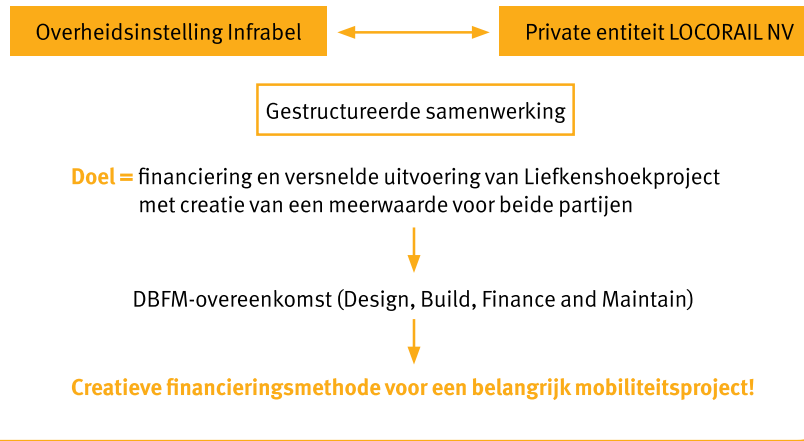 Overheidsinstelling Infrabel
Private entiteit LOCORAIL NV
Gestructureerde samenwerking
Doel = financiering en versnelde uitvoering van Liefkenshoekproject
met creatie van een meerwaarde voor beide partijen
DBFM-overeenkomst (Design, Build, Finance and Maintain)
Creatieve financieringsmethode voor een belangrijk mobiliteitsproject!